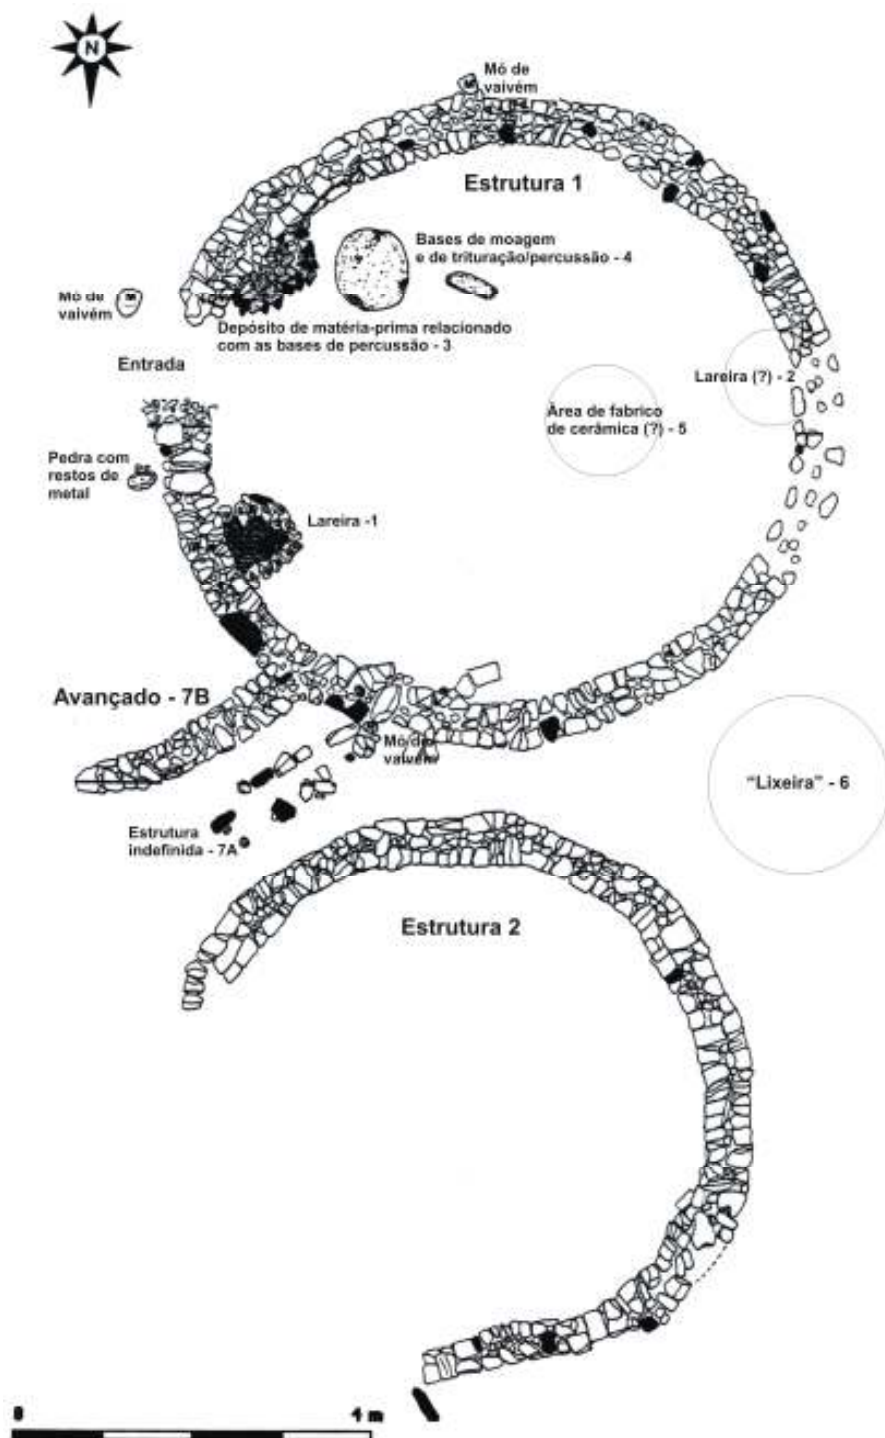 N
Mó de
vaivém
M
Estrutura 1
Bases de moagem
e de trituração/percussão - 4
Mó de
vaivém
M
Depósito de matéria-prima relacionado
com as bases de percussão - 3
Entrada
Lareira (?) - 2
Área de fabrico
de cerâmica (?) - 5
Pedra com
restos de
metal
Lareira -1
Avançado - 7B
Mó de
vaivém
"Lixeira" - 6
Estrutura
indefinida - 7A
Estrutura 2
0 4 m